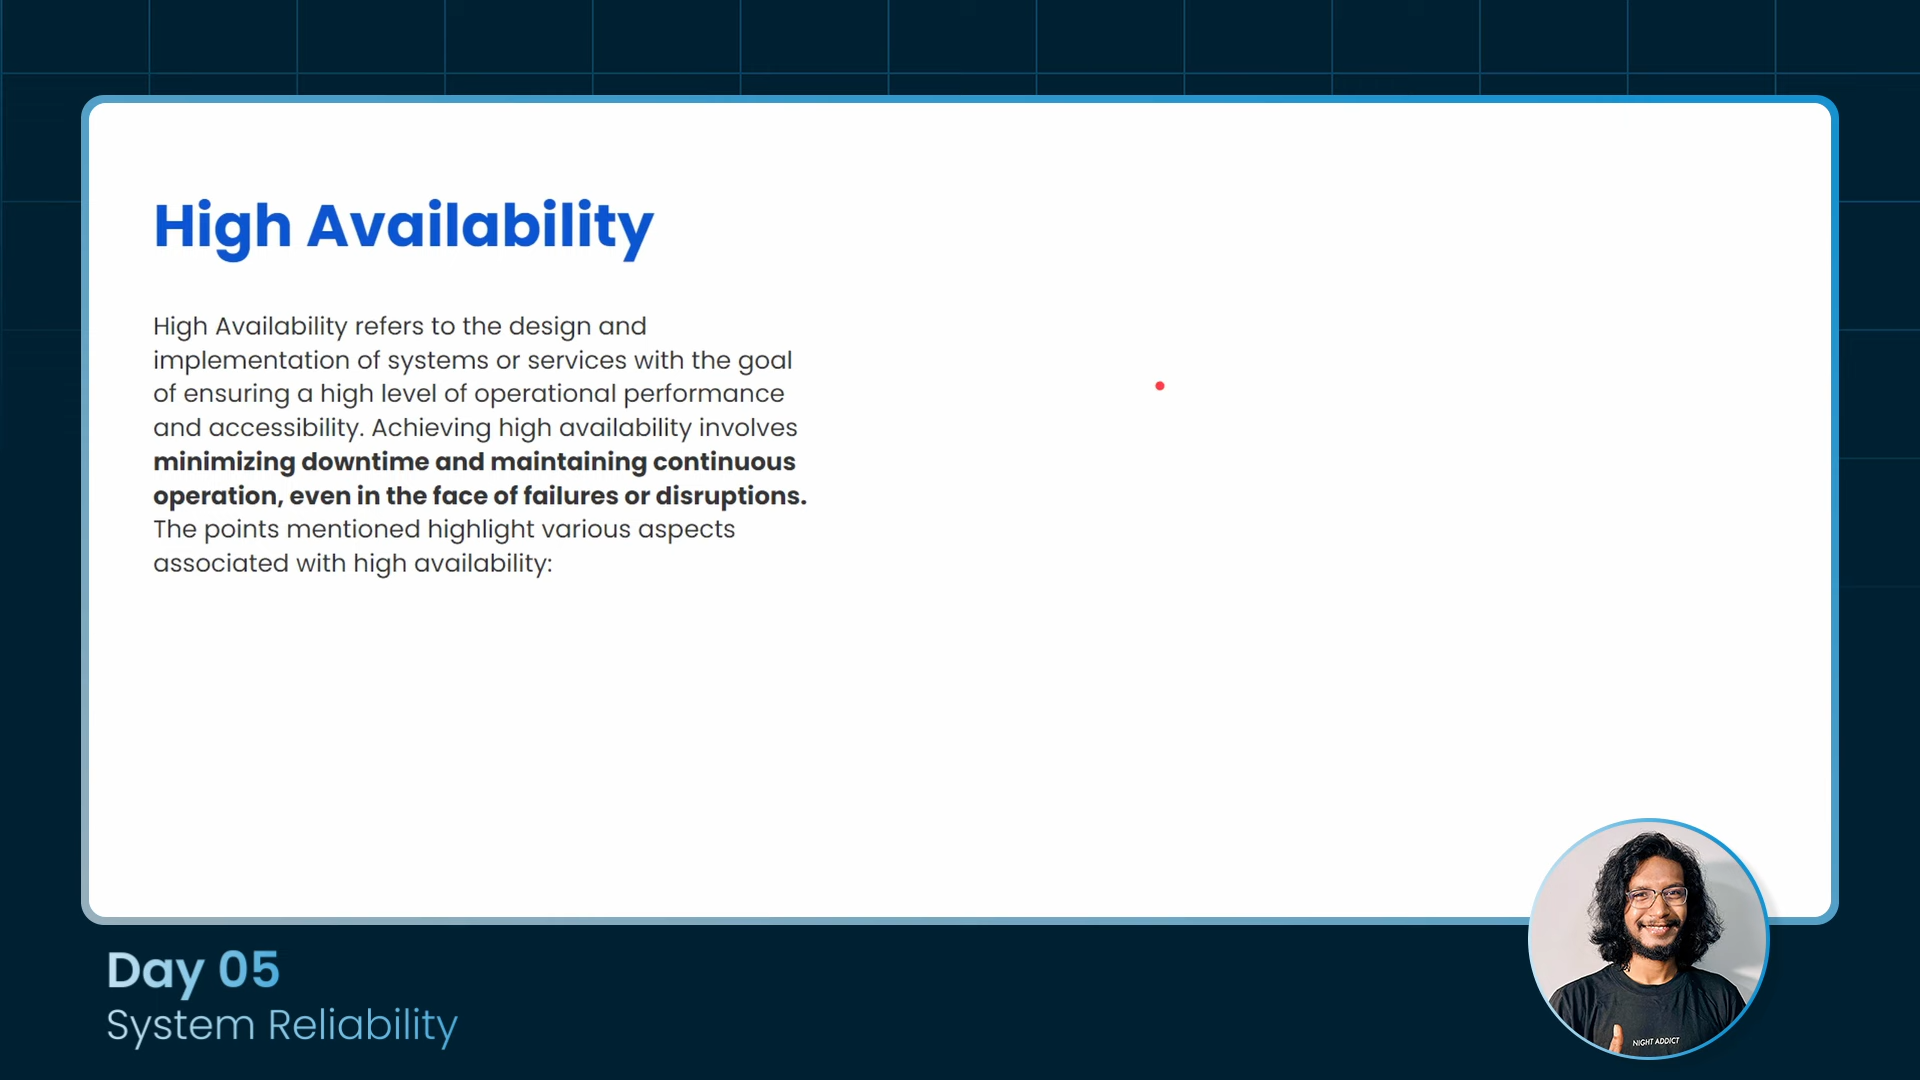 High Availability
High Availability refers to the design and
implementation of systems or services with the goal
of ensuring a high level of operational performance
and accessibility. Achieving high availability involves
minimizing downtime and maintaining continuous
operation, even in the face of failures or disruptions.
The points mentioned highlight various aspects
associated with high availability:
Day 05
System Reliability
NIGHT ADDICT